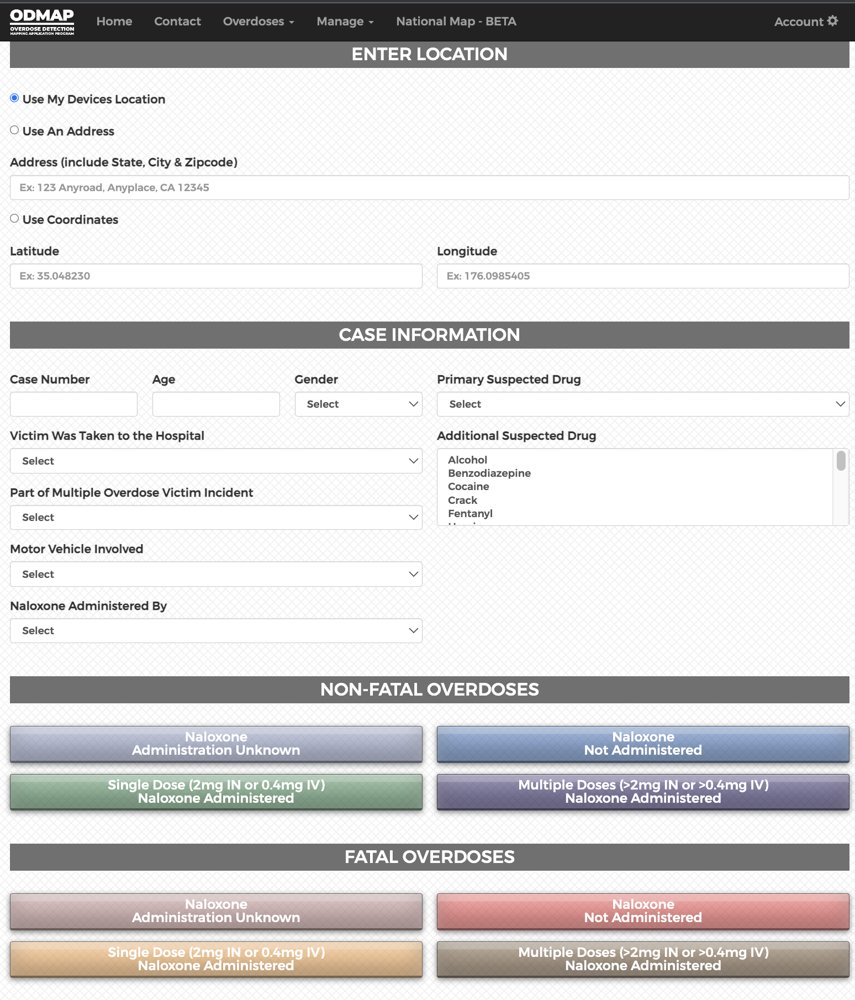 ODMAP
OVERDOSE DETECTION
MAPPING APPLICATION PROGRAM
Home
Contact
Overdoses
Manage
National Map - BETA
Account
ENTER LOCATION
Use My Devices Location
Use An Address
Address (include State, City & Zipcode)
Ex: 123 Anyroad, Anyplace, CA 12345
Use Coordinates
Latitude
Longitude
Ex: 35.048230
Ex: 176.0985405
CASE INFORMATION
Case Number
Age
Gender
Primary Suspected Drug
Select
Select
Victim Was Taken to the Hospital
Select
Additional Suspected Drug
Alcohol
Benzodiazepine
Cocaine
Crack
Fentanyl
Part of Multiple Overdose Victim Incident
Select
Motor Vehicle Involved
Select
Naloxone Administered By
Select
NON-FATAL OVERDOSES
Naloxone
Administration Unknown
Naloxone
Not Administered
Single Dose (2mg IN or 0.4mg IV)
Naloxone Administered
Multiple Doses (>2mg IN or >0.4mg IV)
Naloxone Administered
FATAL OVERDOSES
Naloxone
Administration Unknown
Naloxone
Not Administered
Single Dose (2mg IN or 0.4mg IV)
Naloxone Administered
Multiple Doses (>2mg IN or >0.4mg IV)
Naloxone Administered